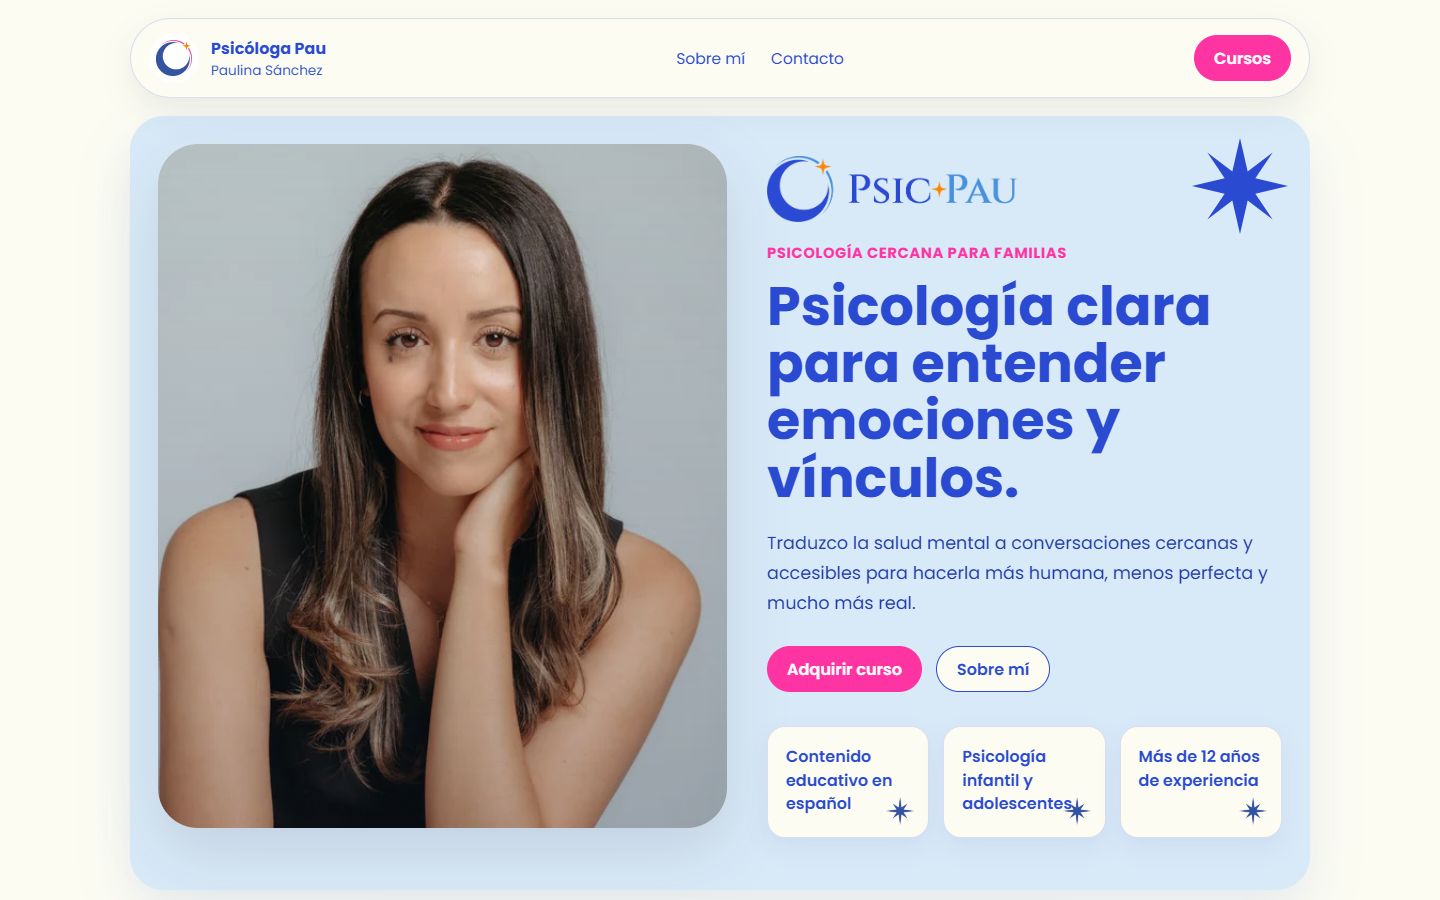 Psicóloga Pau
Paulina Sánchez
Sobre mí
Contacto
Cursos
PSIC PAU
PSICOLOGÍA CERCANA PARA FAMILIAS
Psicología clara
para entender
emociones y
vínculos.
Traduzco la salud mental a conversaciones cercanas y
accesibles para hacerla más humana, menos perfecta y
mucho más real.
Adquirir curso
Sobre mí
Contenido
educativo en
español
Psicología
infantil y
adolescentes
Más de 12 años
de experiencia